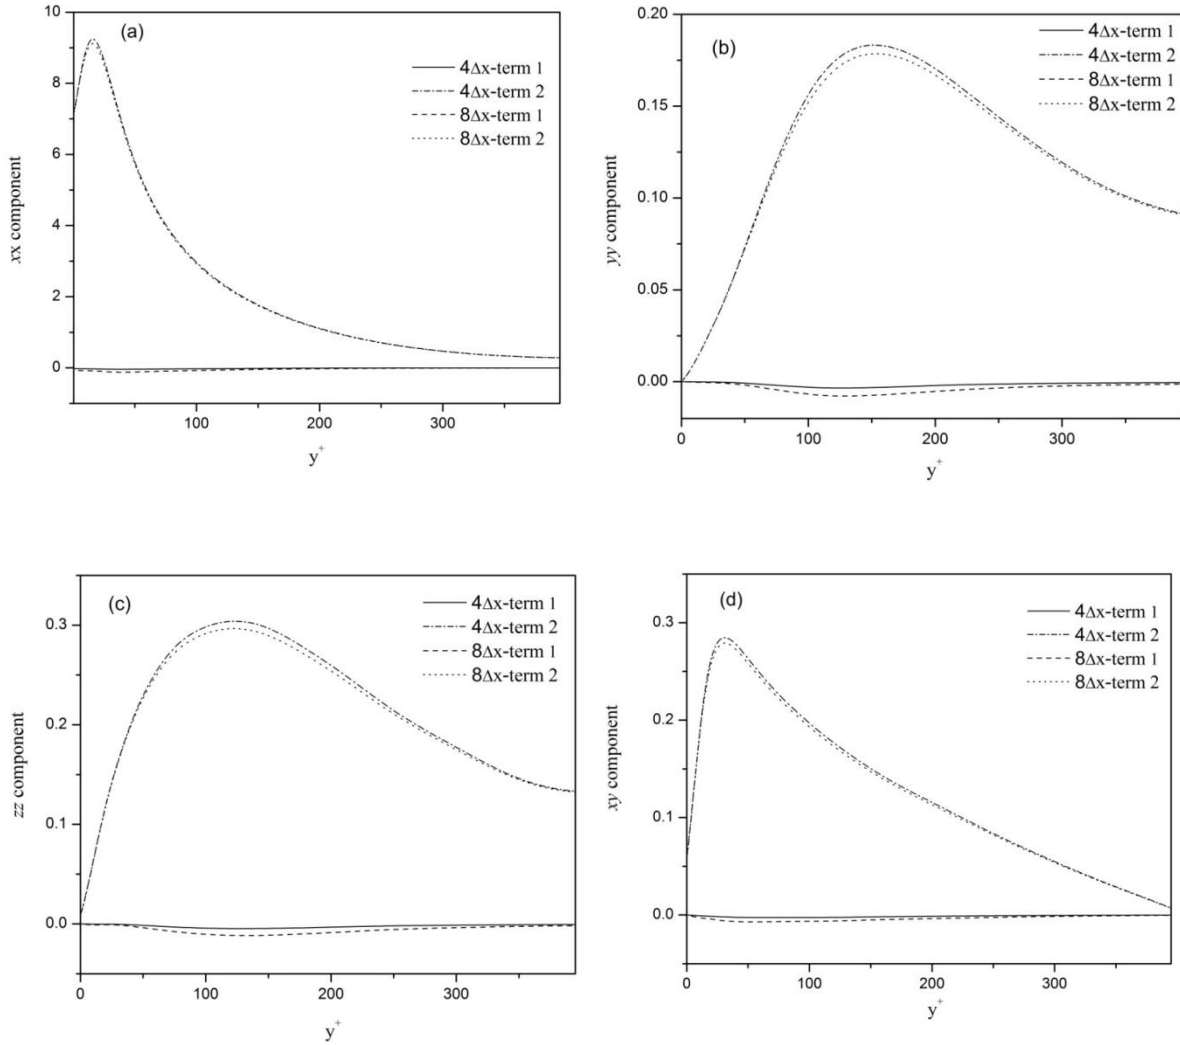 (a)
10
8
6
4
2
0
100
200
300
xx component
y+
4Δx-term 1
4Δx-term 2
8Δx-term 1
8Δx-term 2
(b)
0.20
0.15
0.10
0.05
0.00
0
100
200
300
yy component
y+
4Δx-term 1
4Δx-term 2
8Δx-term 1
8Δx-term 2
(c)
0.3
0.2
0.1
0.0
0
100
200
300
zz component
y+
4Δx-term 1
4Δx-term 2
8Δx-term 1
8Δx-term 2
(d)
0.3
0.2
0.1
0.0
0
100
200
300
xy component
y+
4Δx-term 1
4Δx-term 2
8Δx-term 1
8Δx-term 2